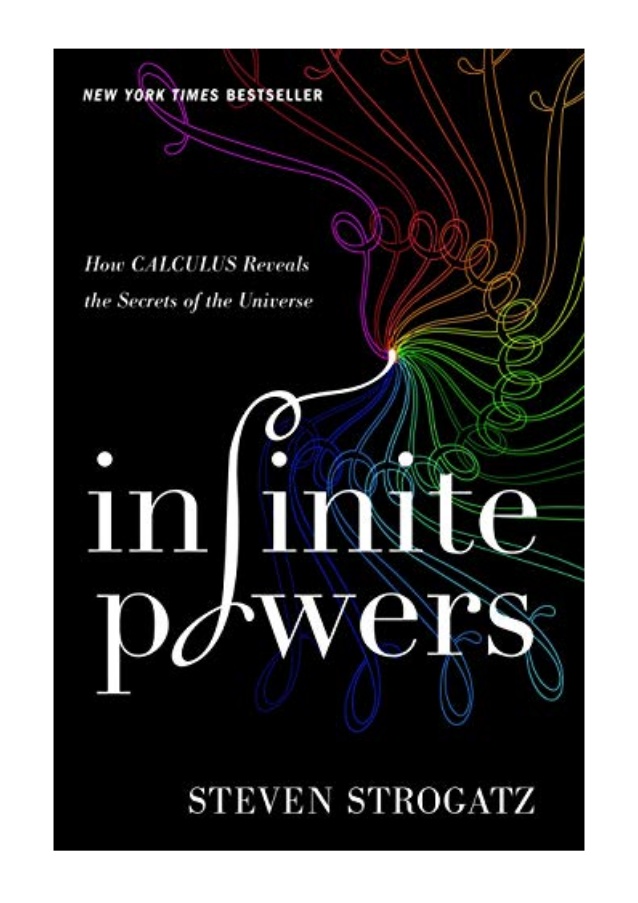 NEW YORK TIMES BESTSELLER
How CALCULUS Reveals
the Secrets of the Universe
infinite
powers
STEVEN STROGATZ